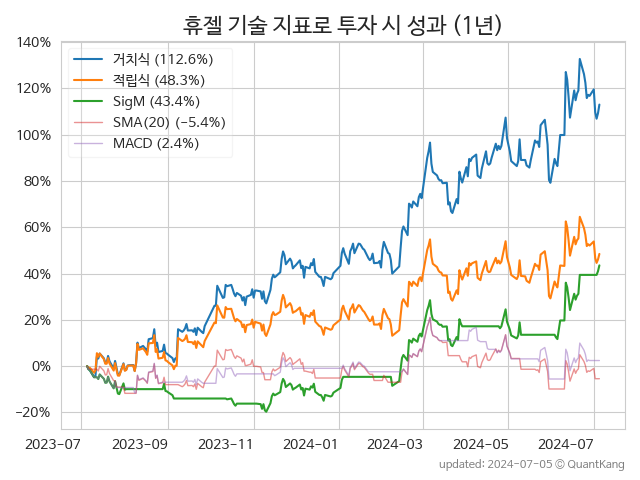 휴젤 기술 지표로 투자 시 성과 (1년)
140%
120%
100%
80%
60%
40%
20%
0%
−20%
거치식 (112.6%)
적립식 (48.3%)
SigM (43.4%)
SMA(20) (−5.4%)
MACD (2.4%)
2023-07
2023-09
2023-11
2024-01
2024-03
2024-05
2024-07
updated: 2024-07-05 © QuantKang